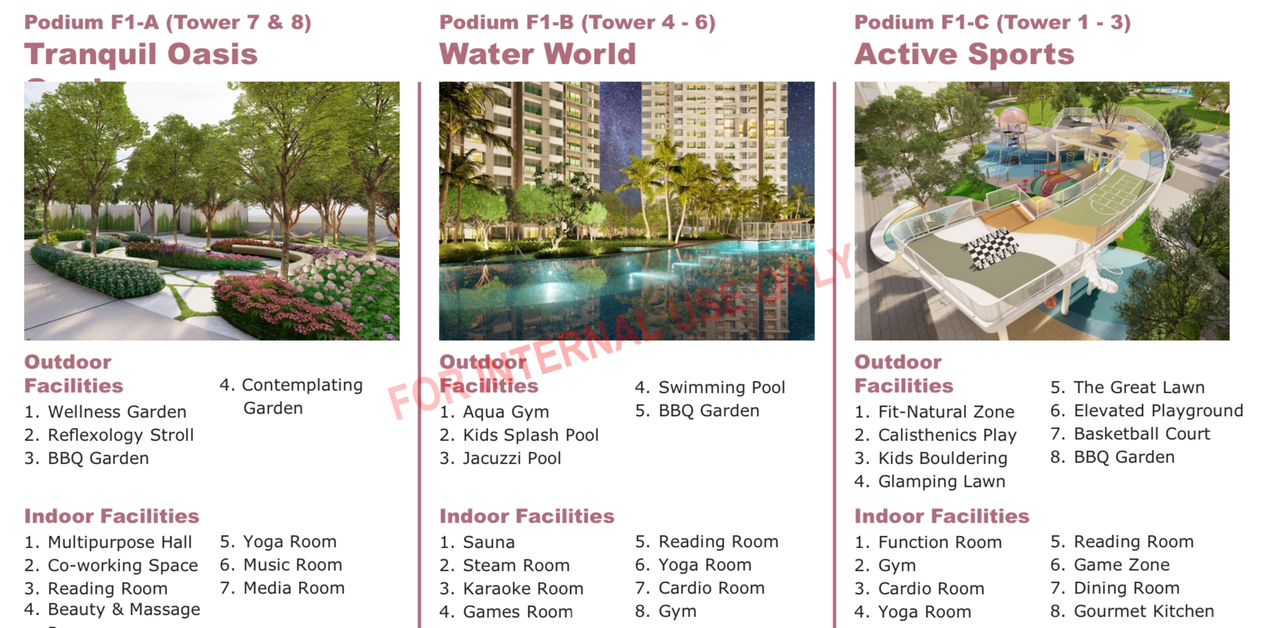 Podium F1-A (Tower 7 & 8)
Tranquil Oasis
Podium F1-B (Tower 4 - 6)
Water World
Podium F1-C (Tower 1 - 3)
Active Sports
Outdoor
Facilities
1. Wellness Garden
2. Reflexology Stroll
3. BBQ Garden
4. Contemplating
Garden
Indoor Facilities
1. Multipurpose Hall
2. Co-working Space
3. Reading Room
4. Beauty & Massage
5. Yoga Room
6. Music Room
7. Media Room
Outdoor
Facilities
1. Aqua Gym
2. Kids Splash Pool
3. Jacuzzi Pool
4. Swimming Pool
5. BBQ Garden
Indoor Facilities
1. Sauna
2. Steam Room
3. Karaoke Room
4. Games Room
5. Reading Room
6. Yoga Room
7. Cardio Room
8. Gym
Outdoor
Facilities
1. Fit-Natural Zone
2. Calisthenics Play
3. Kids Bouldering
4. Glamping Lawn
5. The Great Lawn
6. Elevated Playground
7. Basketball Court
8. BBQ Garden
Indoor Facilities
1. Function Room
2. Gym
3. Cardio Room
4. Yoga Room
5. Reading Room
6. Game Zone
7. Dining Room
8. Gourmet Kitchen
FOR INTERNAL USE ONLY